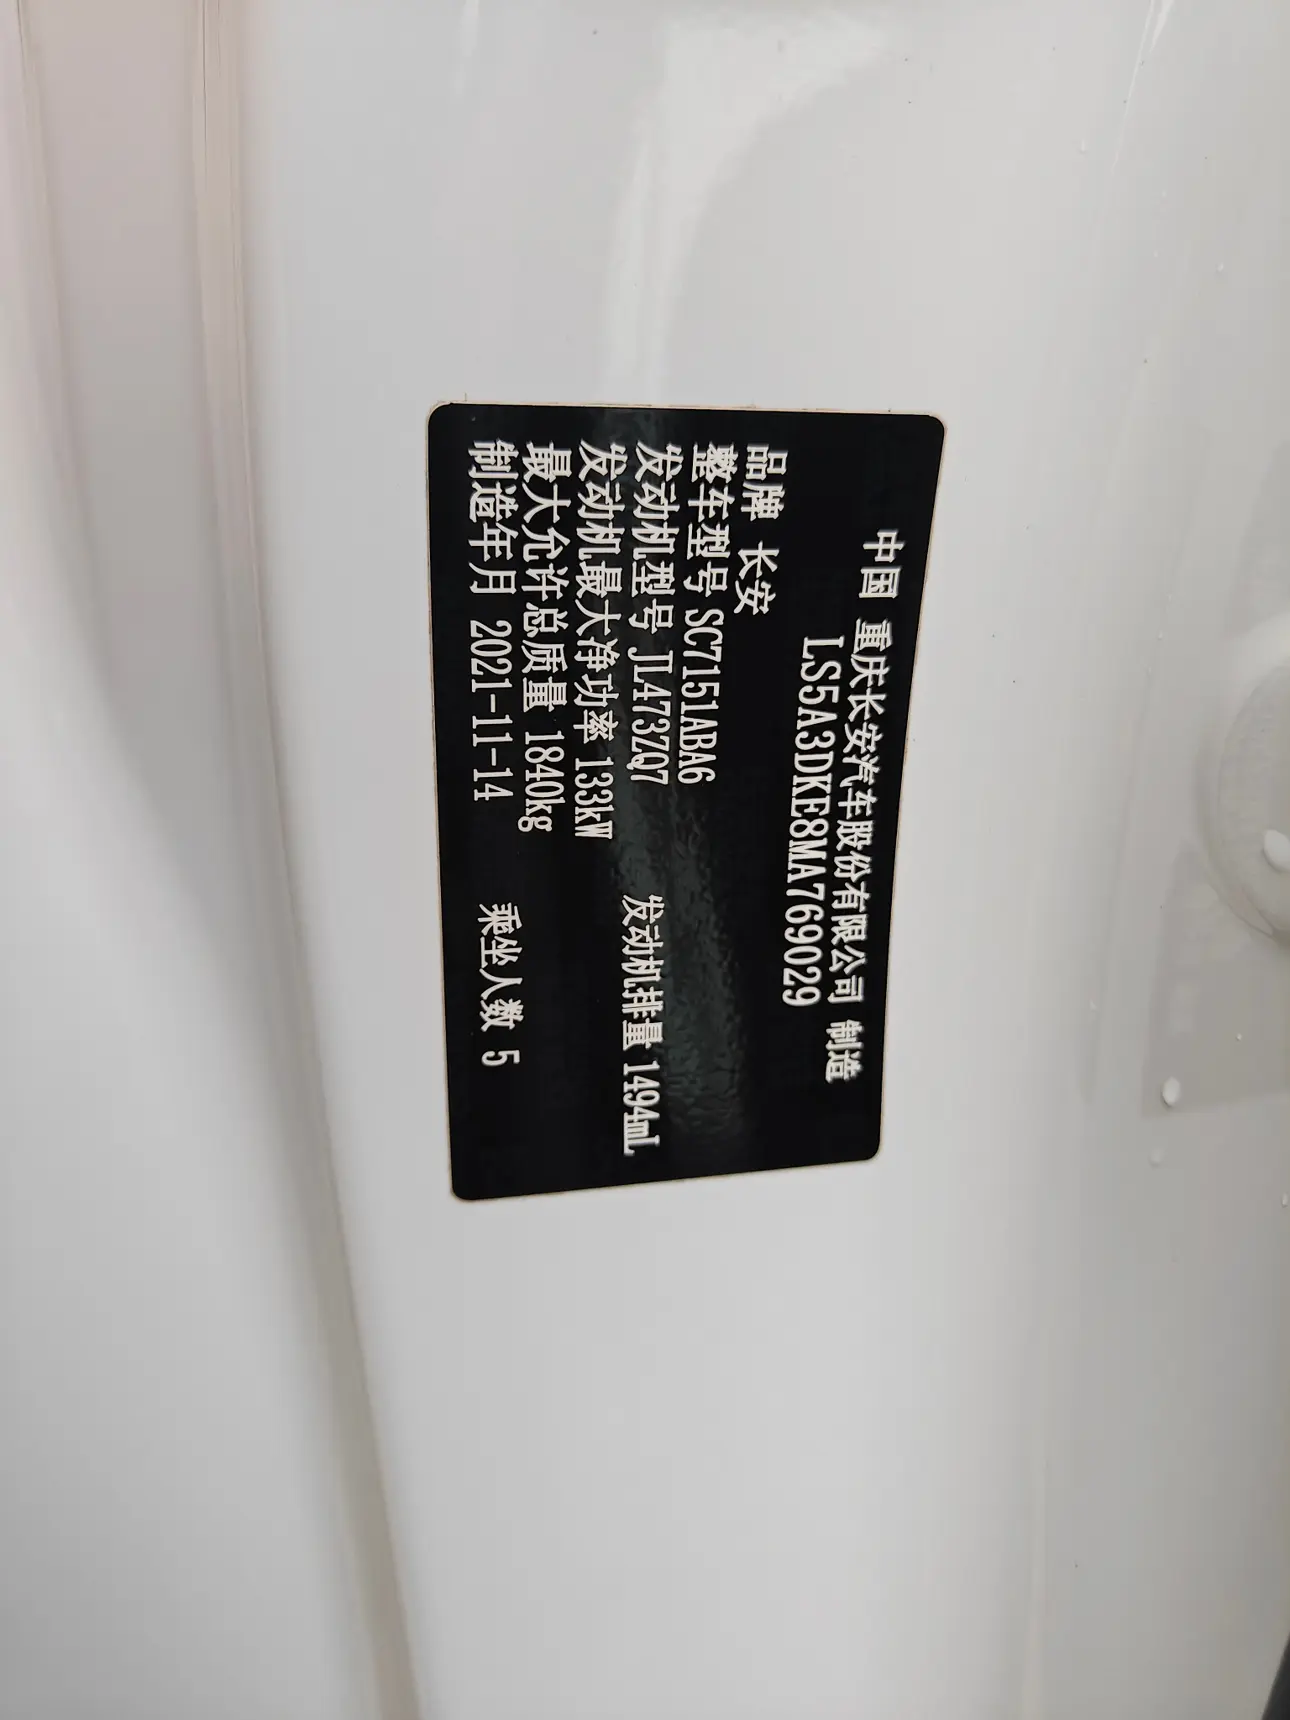 中国 重庆长安汽车股份有限公司 制造
LS5A3DKE8MA769029
品牌 长安
整车型号 SC7151ABA6
发动机型号 JL473ZQ7 发动机排量 1494mL
发动机最大净功率 133kW
最大允许总质量 1840kg
制造年月 2021-11-14 乘坐人数 5